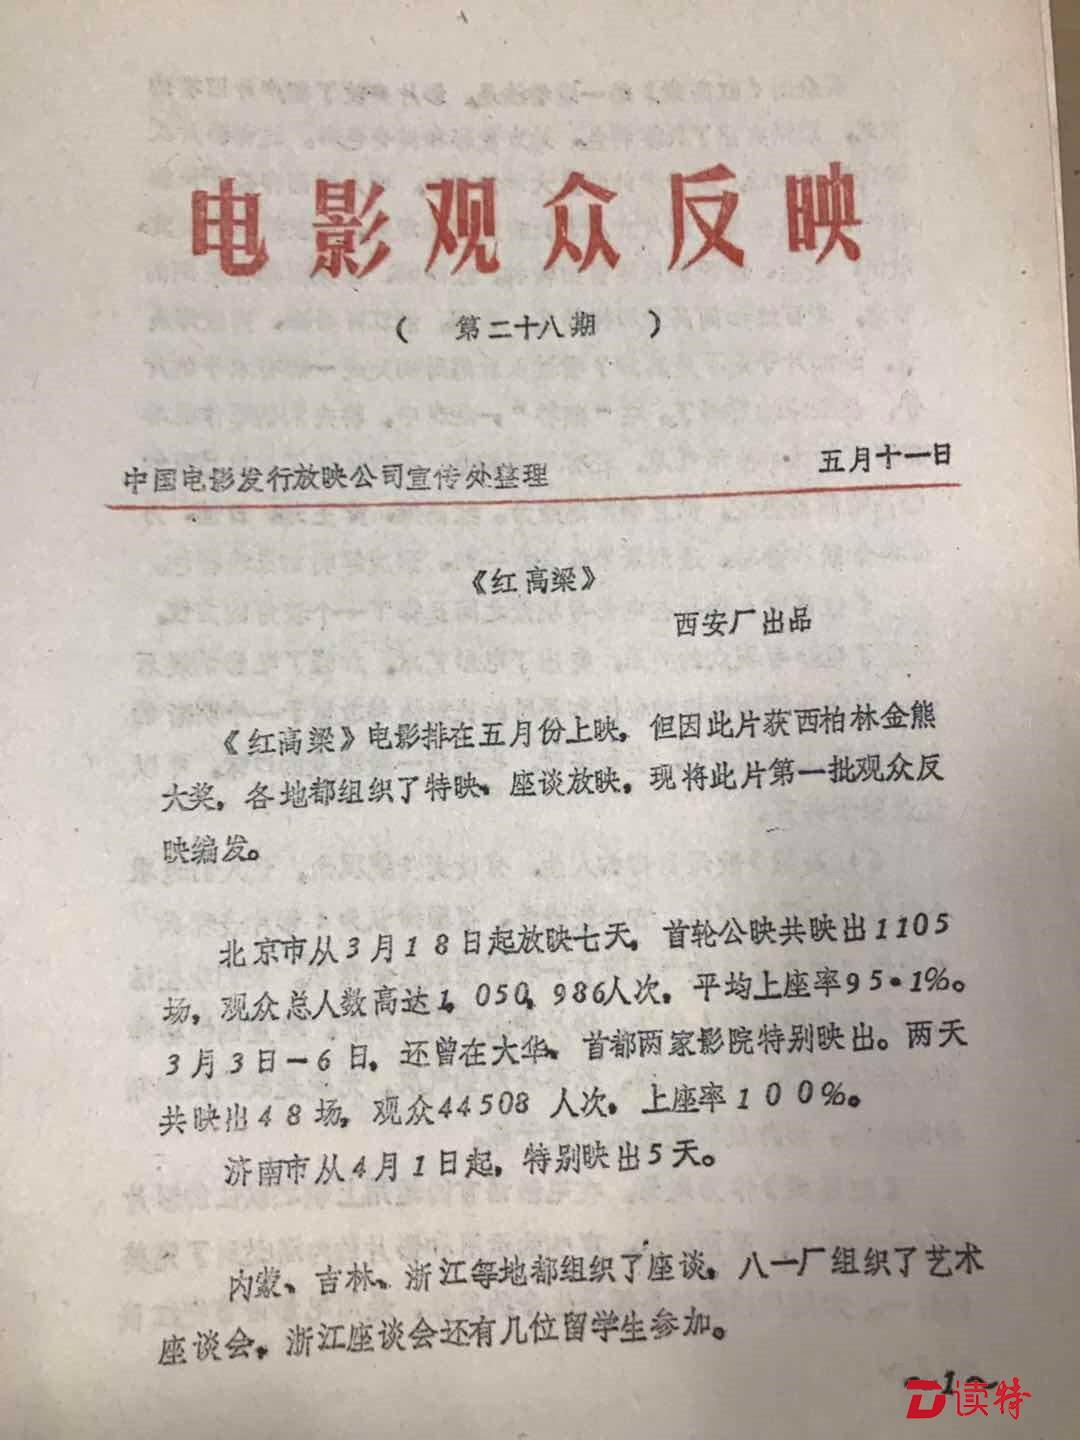 电影观众反映
（ 第二十八期 ）
中国电影发行放映公司宣传处整理 五月十一日
《红高梁》
西安厂出品
《红高梁》电影排在五月份上映，但因此片获西柏林金熊
大奖，各地都组织了特映、座谈放映，现将此片第一批观众反
映编发。
北京市从3月18日起放映七天，首轮公映共映出1105
场，观众总人数高达1，050，986人次，平均上座率95·1%。
3月3日－6日，还曾在大华、首都两家影院特别映出。两天
共映出48场，观众44508人次，上座率100%。
济南市从4月1日起，特别映出5天。
内蒙、吉林、浙江等地都组织了座谈，八一厂组织了艺术
座谈会，浙江座谈会还有几位留学生参加。
-1-
读特